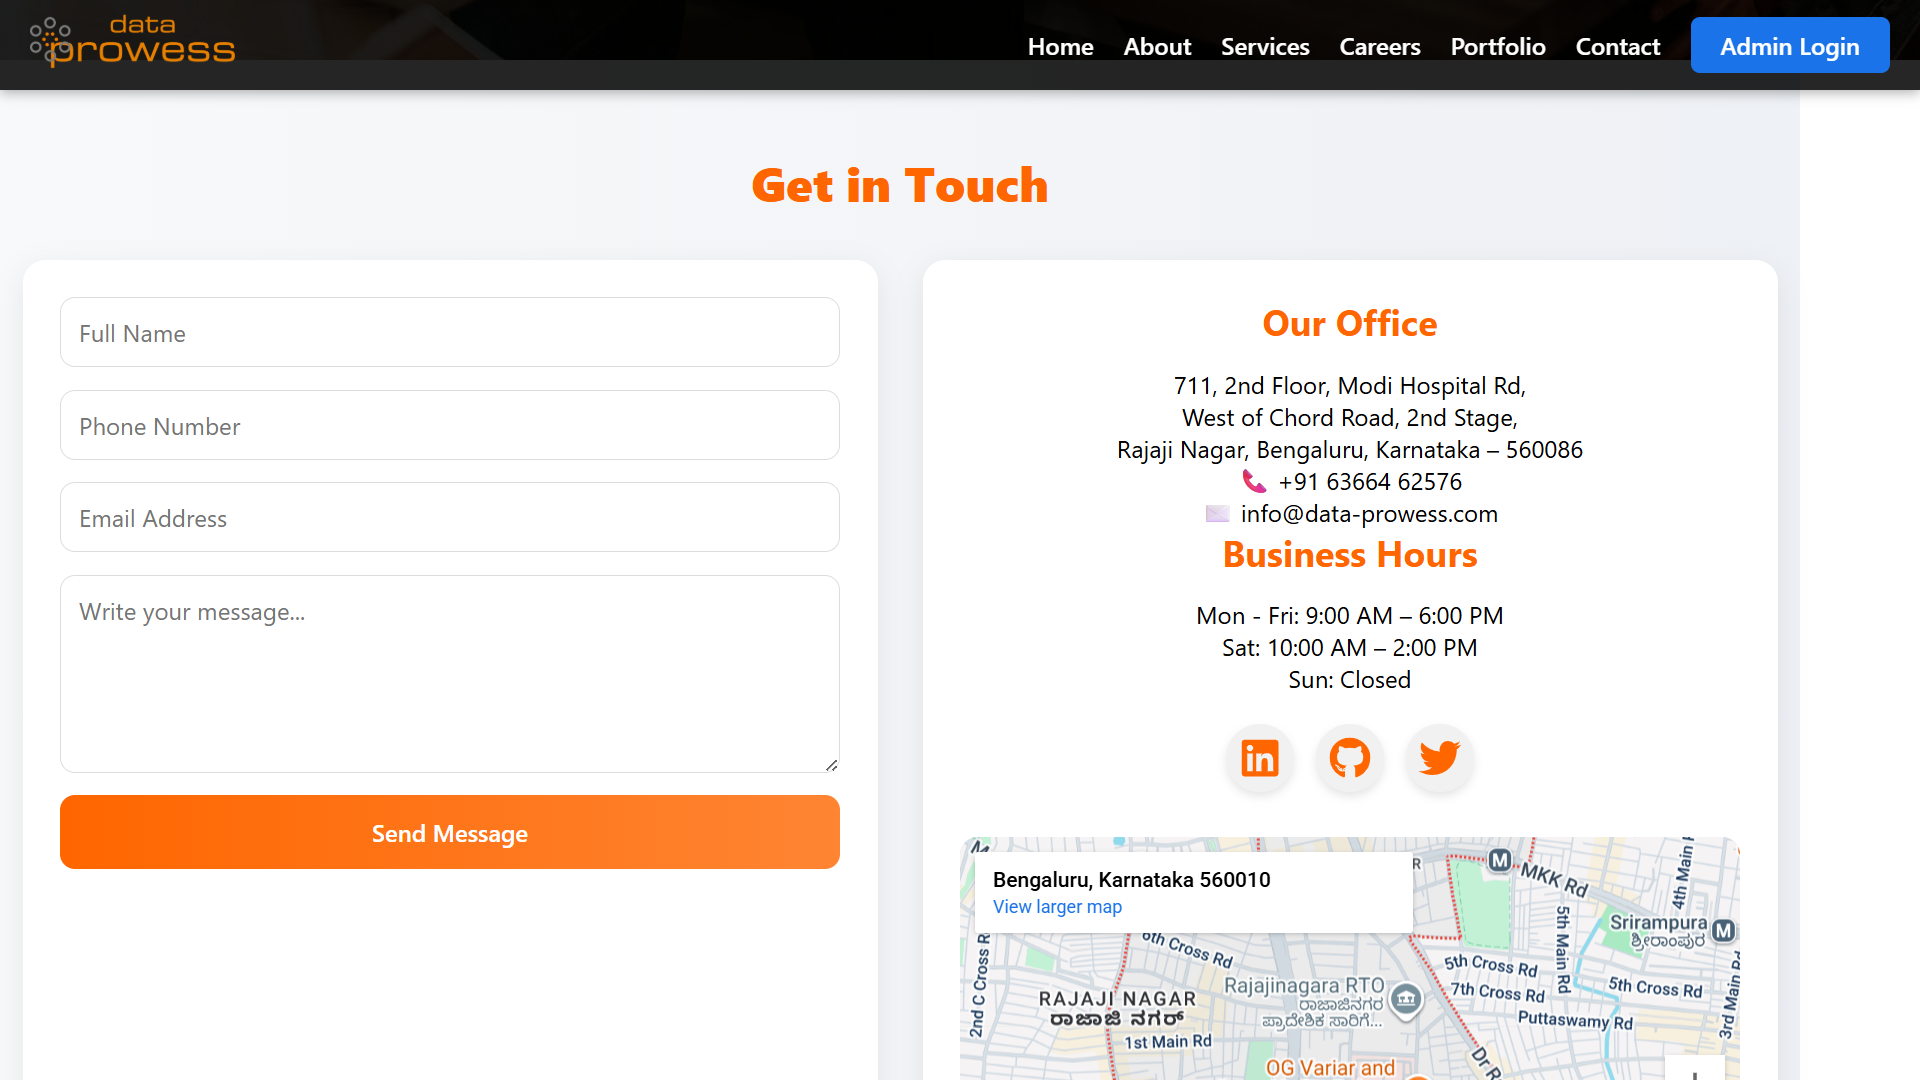 data
prowess
Home
About
Services
Careers
Portfolio
Contact
Admin Login
Get in Touch
Full Name
Phone Number
Email Address
Write your message...
Send Message
Our Office
711, 2nd Floor, Modi Hospital Rd,
West of Chord Road, 2nd Stage,
Rajaji Nagar, Bengaluru, Karnataka – 560086
+91 63664 62576
info@data-prowess.com
Business Hours
Mon - Fri: 9:00 AM – 6:00 PM
Sat: 10:00 AM – 2:00 PM
Sun: Closed
Bengaluru, Karnataka 560010
View larger map
MKK Rd
4th Main
Srirampura
ಶ್ರೀರಾಂಪುರ
6th Cross Rd
5th Main Rd
5th Cross Rd
7th Cross Rd
5th Cross Rd
2nd C Cross R
Rajajinagara RTO
ರಾಜಾಜಿನಗರ
ಪ್ರಾದೇಶಿಕ ಸಾರಿಗೆ...
RAJAJI NAGAR
ರಾಜಾಜಿ ನಗರ್
Puttaswamy Rd
3rd Main
1st Main Rd
Dr R
OG Variar and